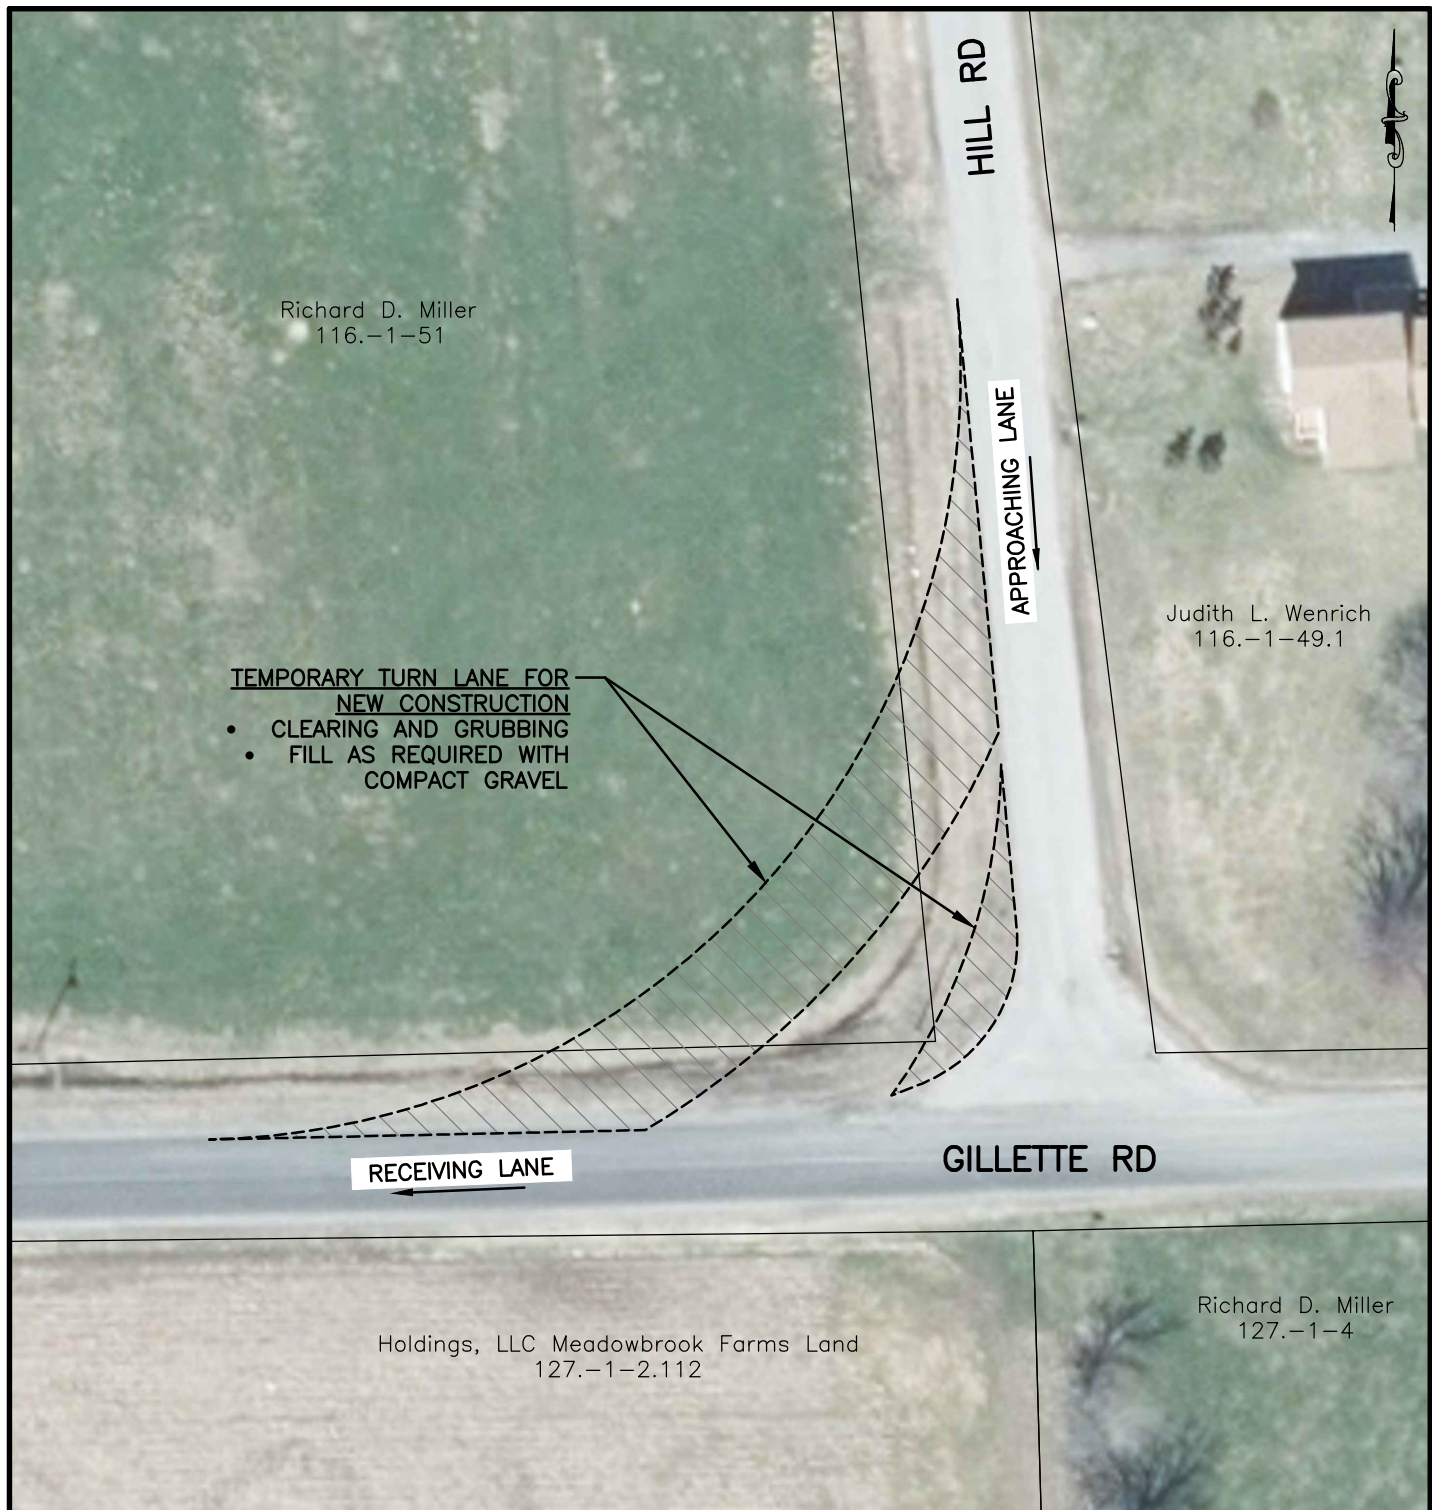 HILL RD
Richard D. Miller
116.-1-51
APPROACHING LANE
Judith L. Wenrich
116.-1-49.1
TEMPORARY TURN LANE FOR
NEW CONSTRUCTION
• CLEARING AND GRUBBING
• FILL AS REQUIRED WITH
COMPACT GRAVEL
RECEIVING LANE
GILLETTE RD
Richard D. Miller
127.-1-4
Holdings, LLC Meadowbrook Farms Land
127.-1-2.112